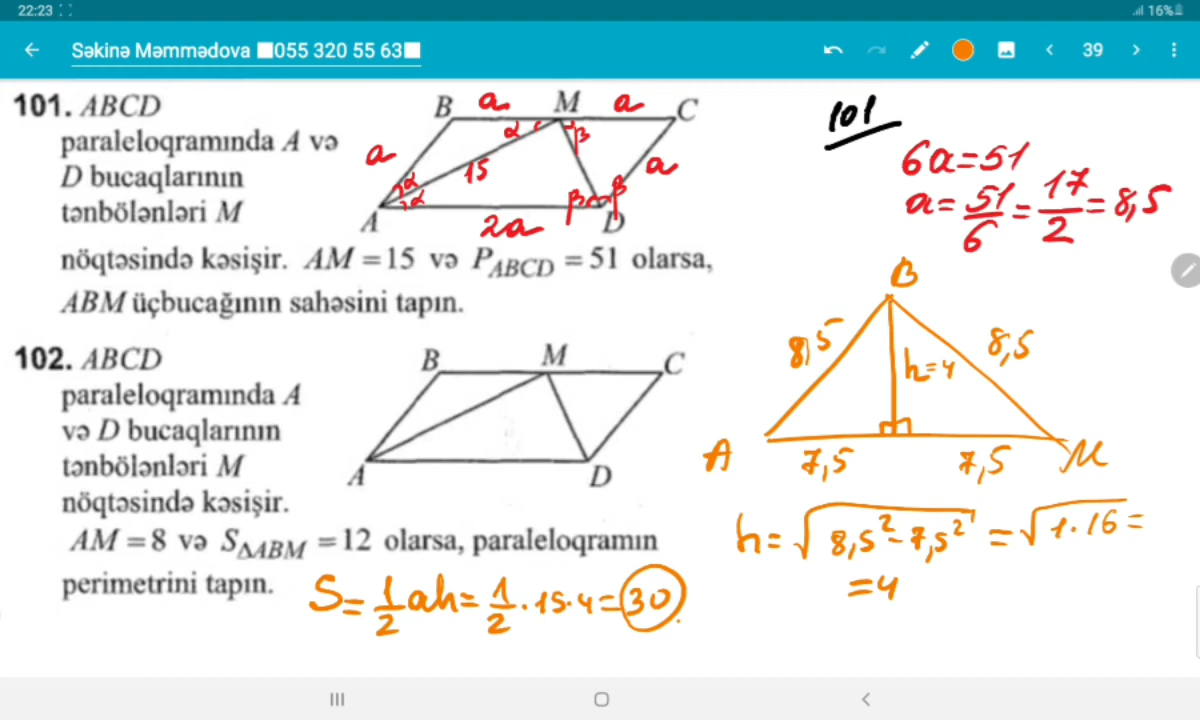 22:23
16%
Səkinə Məmmədova 055 320 55 63
39
101. ABCD
paraleloqramında A və
D bucaqlarının
tənbölənləri M
nöqtəsində kəsişir. AM = 15 və P_ABCD = 51 olarsa,
ABM üçbucağının sahəsini tapın.
B a M a C
a α β a
α 15
α β β
A 2a D
102. ABCD
paraleloqramında A
və D bucaqlarının
tənbölənləri M
nöqtəsində kəsişir.
AM = 8 və S_ΔABM = 12 olarsa, paraleloqramın
perimetrini tapın.
B M C
A D
S = 1/2 ah = 1/2 · 15 · 4 = 30
101
6a = 51
a = 51/6 = 17/2 = 8,5
B
8,5 h=4 8,5
A 7,5 7,5 M
h = √8,5² - 7,5² = √1 · 16 =
= 4